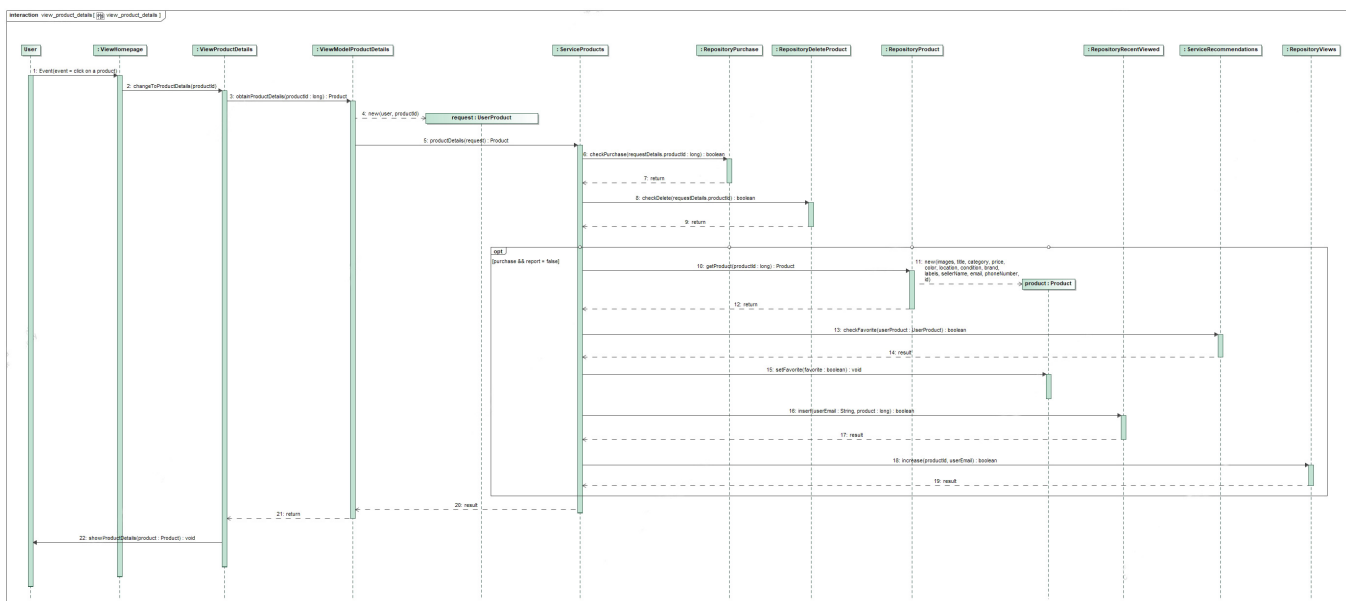 interaction view_product_details [ view_product_details ]
User
: ViewHomepage
: ViewProductDetails
: ViewModelProductDetails
: ServiceProducts
: RepositoryPurchase
: RepositoryDeleteProduct
: RepositoryProduct
: RepositoryRecentViewed
: ServiceRecommendations
: RepositoryViews
1: Event(event = click on a product)
2: changeToProductDetails(productId)
3: obtainProductDetails(productId : long) : Product
4: new(user, productId)
request : UserProduct
5: productDetails(request) : Product
6: checkPurchase(requestDetails.productId : long) : boolean
7: return
8: checkDelete(requestDetails.productId) : boolean
9: return
opt
[purchase && report = false]
10: getProduct(productId : long) : Product
11: new(images, title, category, price,
color, location, condition, brand,
labels, sellerName, email, phoneNumber,
id)
product : Product
12: return
13: checkFavorite(userProduct : UserProduct) : boolean
14: result
15: setFavorite(favorite : boolean) : void
16: insert(userEmail : String, product : long) : boolean
17: result
18: increase(productId, userEmail) : boolean
19: result
20: result
21: return
22: showProductDetails(product : Product) : void